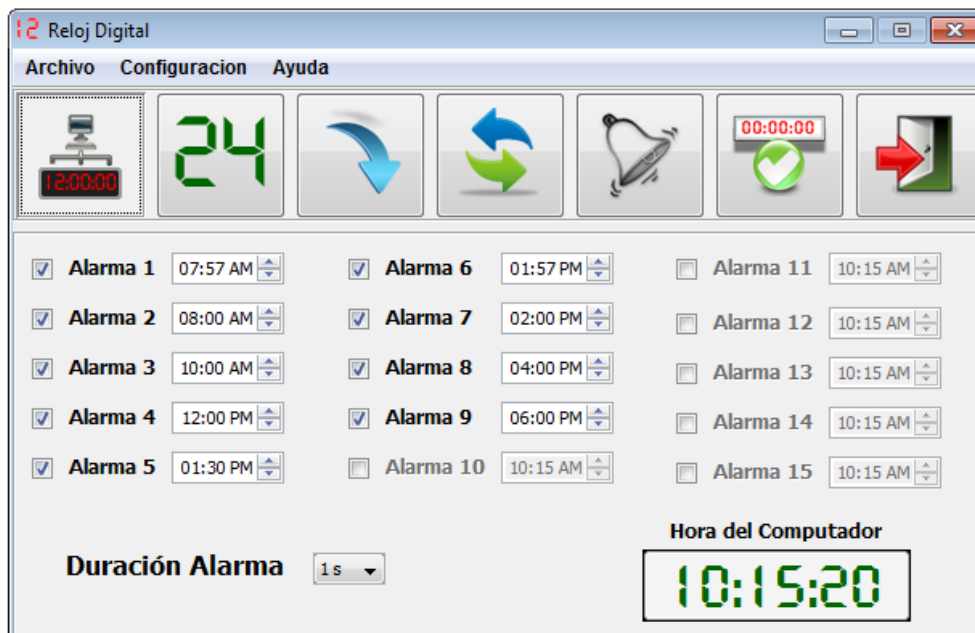 12 Reloj Digital
Archivo Configuracion Ayuda
12:00:00 24 00:00:00
Alarma 1 07:57 AM Alarma 6 01:57 PM Alarma 11 10:15 AM
Alarma 2 08:00 AM Alarma 7 02:00 PM Alarma 12 10:15 AM
Alarma 3 10:00 AM Alarma 8 04:00 PM Alarma 13 10:15 AM
Alarma 4 12:00 PM Alarma 9 06:00 PM Alarma 14 10:15 AM
Alarma 5 01:30 PM Alarma 10 10:15 AM Alarma 15 10:15 AM
Hora del Computador
Duración Alarma 1 s
10:15:20